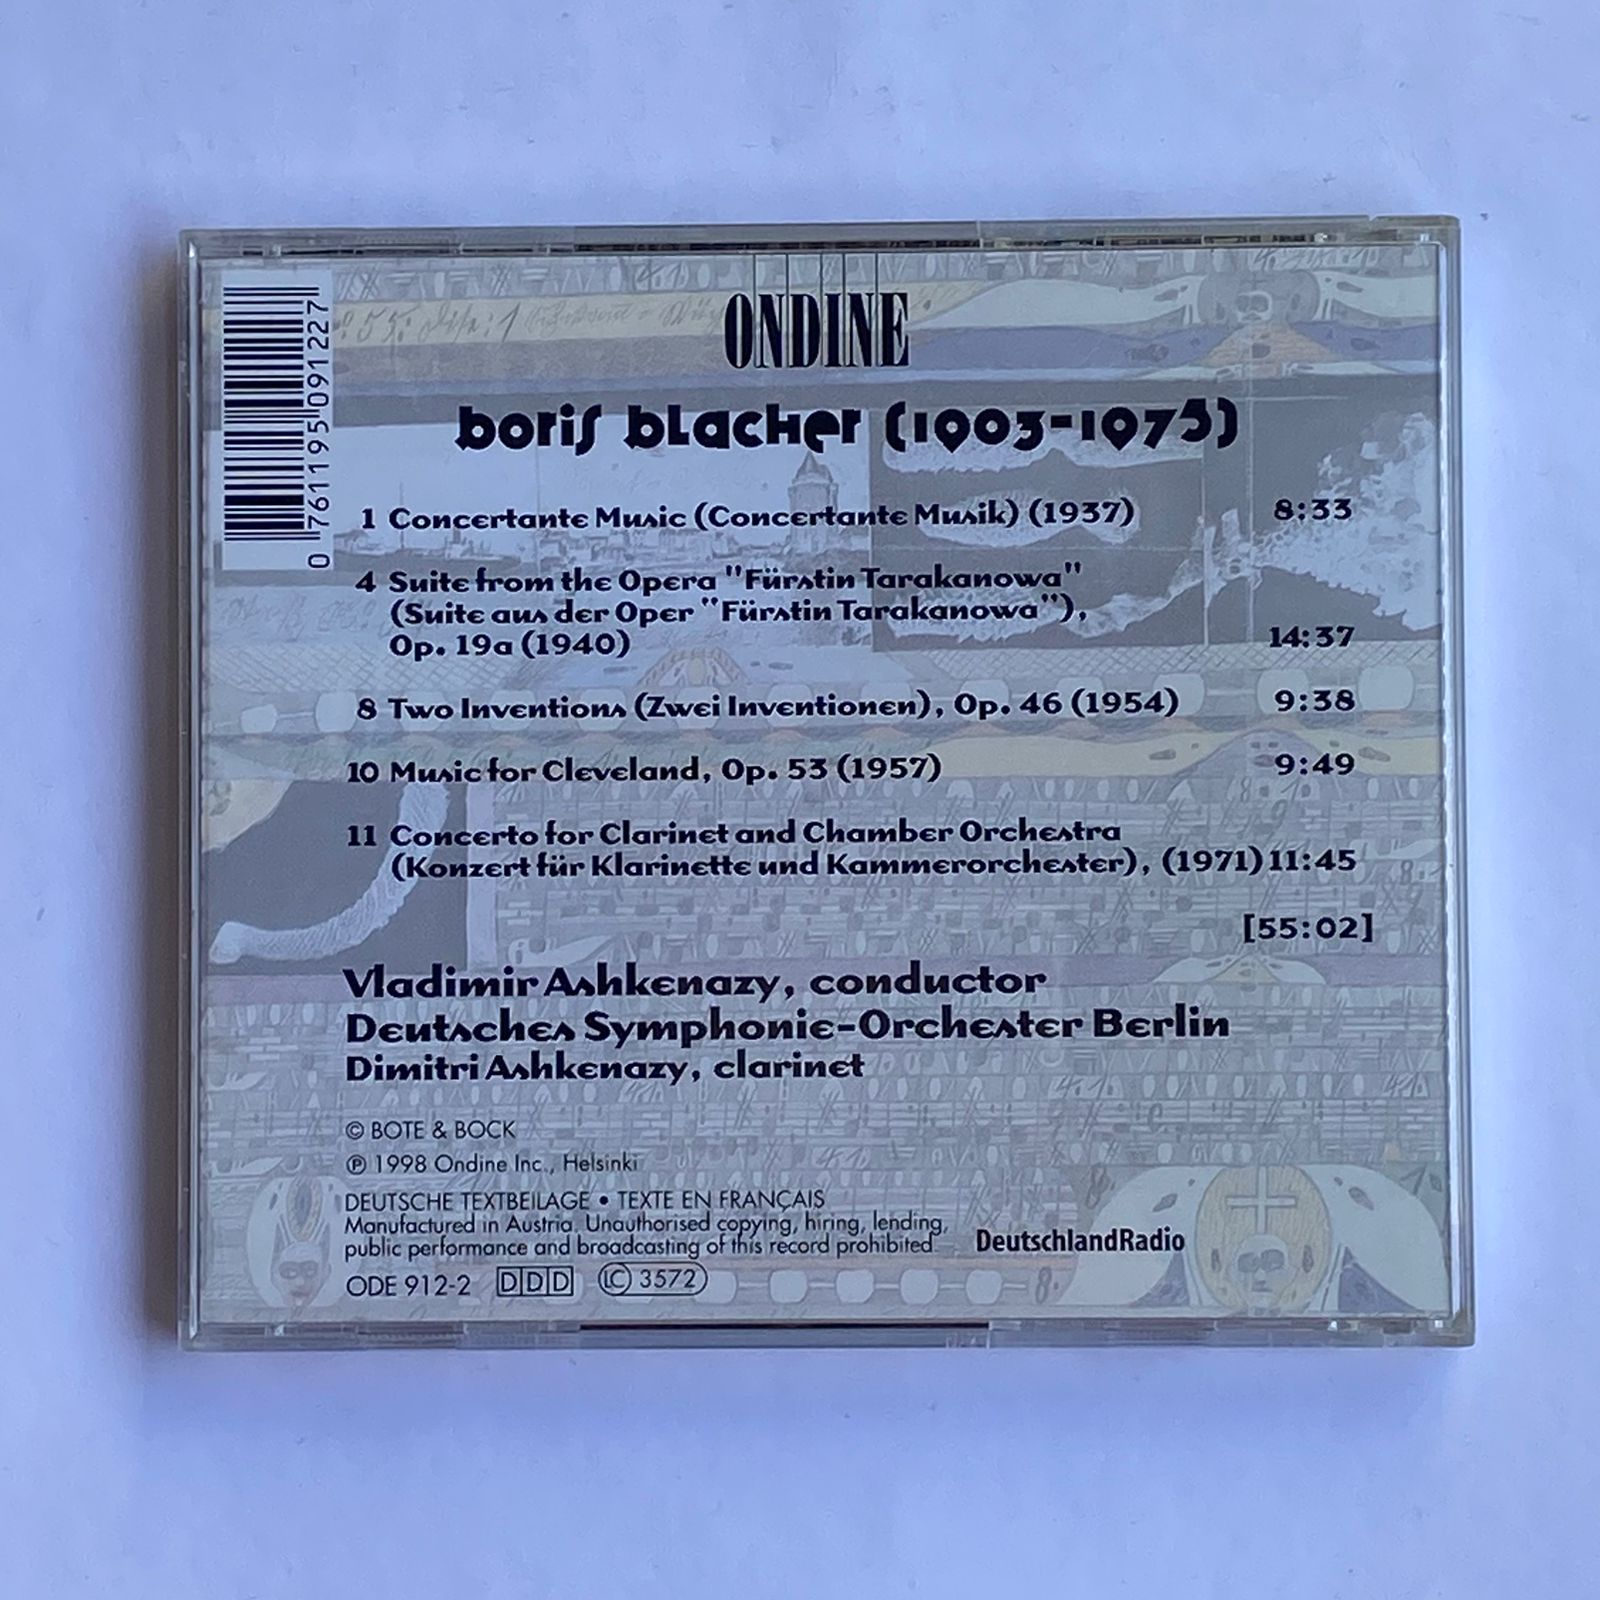 ONDINE
Boris Blacher (1903-1975)
1 Concertante Music (Concertante Musik) (1937) 8:33
4 Suite from the Opera "Fürstin Tarakanowa"
(Suite aus der Oper "Fürstin Tarakanowa"),
Op. 19a (1940) 14:37
8 Two Inventions (Zwei Inventionen), Op. 46 (1954) 9:38
10 Music for Cleveland, Op. 53 (1957) 9:49
11 Concerto for Clarinet and Chamber Orchestra
(Konzert für Klarinette und Kammerorchester), (1971) 11:45
[55:02]
Vladimir Ashkenazy, conductor
Deutsches Symphonie-Orchester Berlin
Dimitri Ashkenazy, clarinet
© BOTE & BOCK
℗ 1998 Ondine Inc., Helsinki
DEUTSCHE TEXTBEILAGE • TEXTE EN FRANÇAIS
Manufactured in Austria. Unauthorised copying, hiring, lending,
public performance and broadcasting of this record prohibited.
DeutschlandRadio
ODE 912-2 DDD LC 3572
0 761195 091227